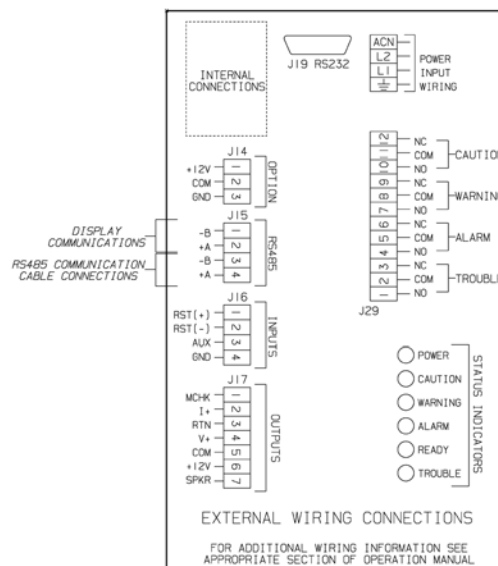 INTERNAL
CONNECTIONS
J19 RS232
ACN
L2
L1
POWER
INPUT
WIRING
J14
+12V 1
COM 2
GND 3
OPTION
J15
-B 1
+A 2
-B 3
+A 4
RS485
DISPLAY
COMMUNICATIONS
RS485 COMMUNICATION
CABLE CONNECTIONS
J16
RST(+) 1
RST(-) 2
AUX 3
GND 4
INPUTS
J17
MCHK 1
I+ 2
RTN 3
V+ 4
COM 5
+12V 6
SPKR 7
OUTPUTS
12 NC
11 COM
10 NO
CAUTION
9 NC
8 COM
7 NO
WARNING
6 NC
5 COM
4 NO
ALARM
3 NC
2 COM
1 NO
TROUBLE
J29
POWER
CAUTION
WARNING
ALARM
READY
TROUBLE
STATUS INDICATORS
EXTERNAL WIRING CONNECTIONS
FOR ADDITIONAL WIRING INFORMATION SEE
APPROPRIATE SECTION OF OPERATION MANUAL